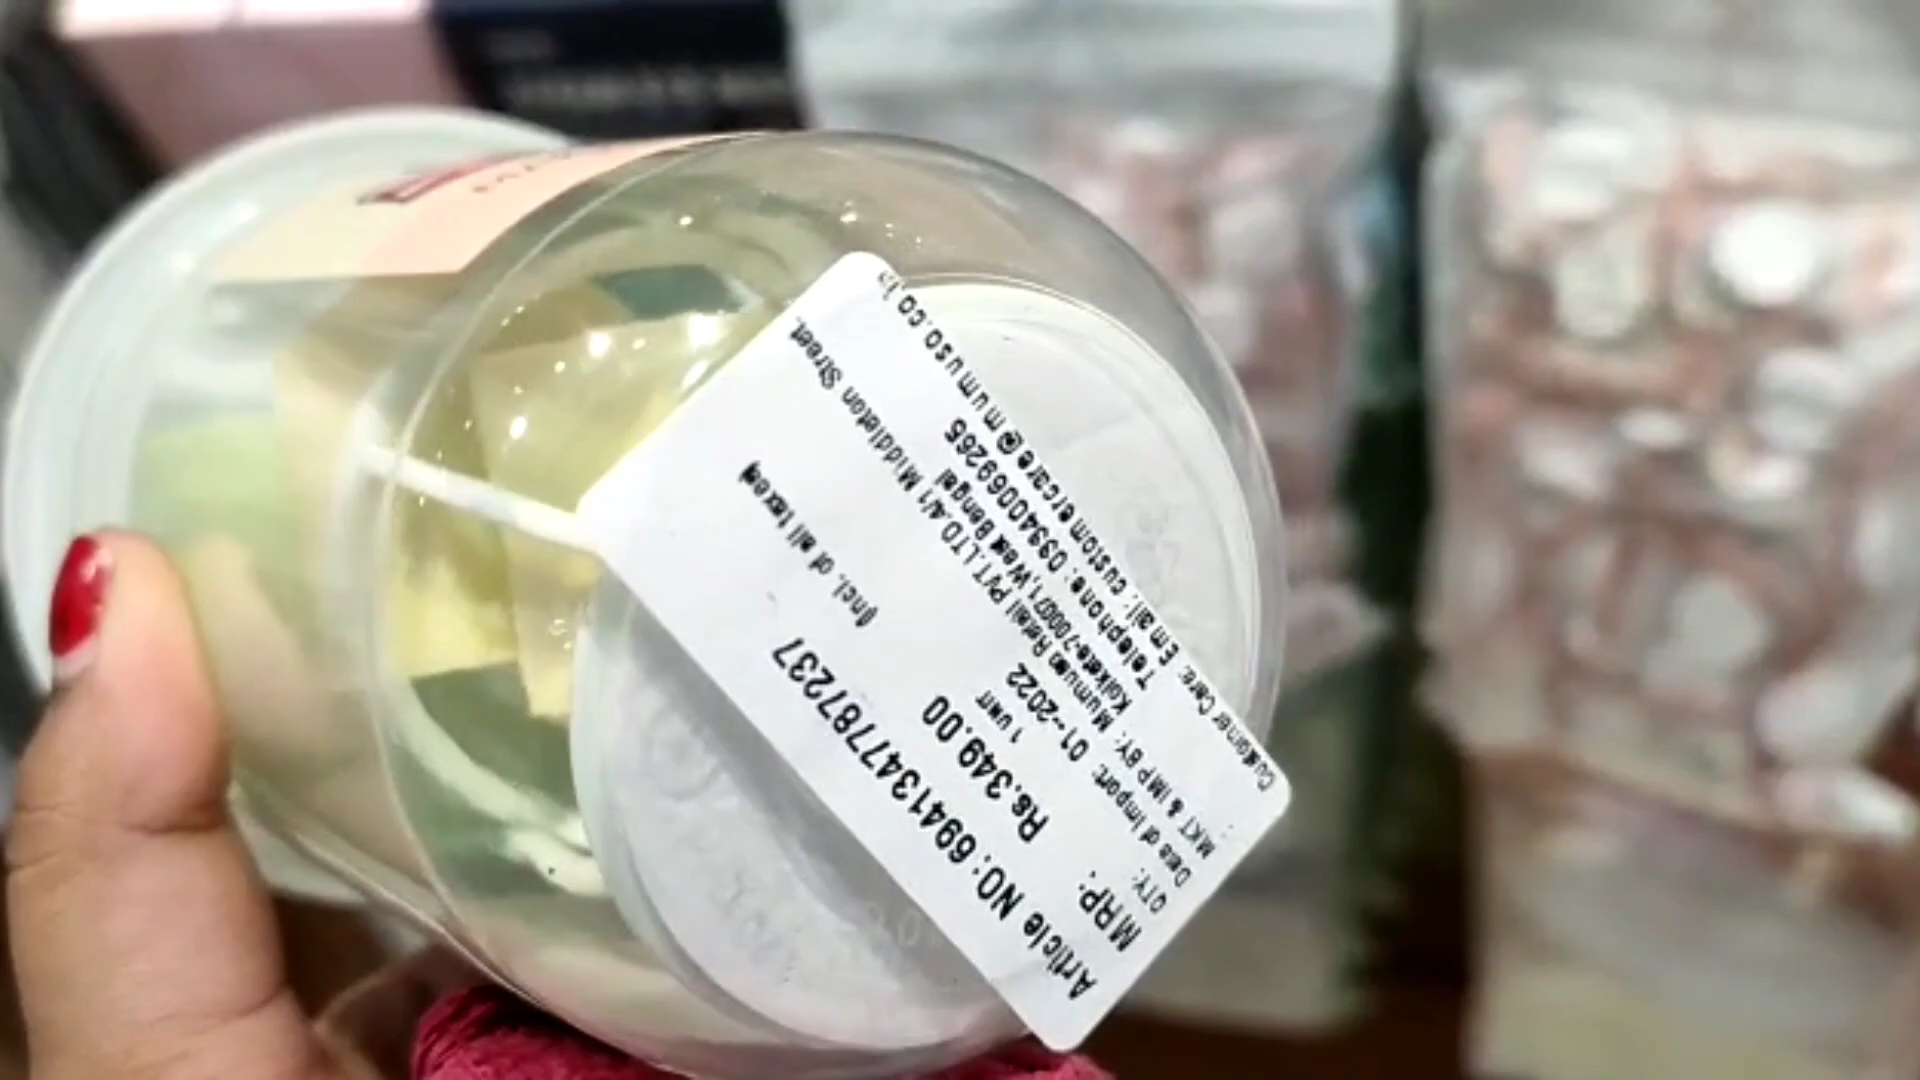 Article NO: 6941347787237
MRP: Rs.349.00
(Incl. of all taxes)
QTY: 1 UNIT
Date of Import: 01-2022
MKT & IMP BY: Mumuso Retail PVT.LTD.4/1 Middleton Street,
Kolkata-700071,West Bengal
Telephone: 03340069265
Customer Care: Email: customercare@mumuso.co.in